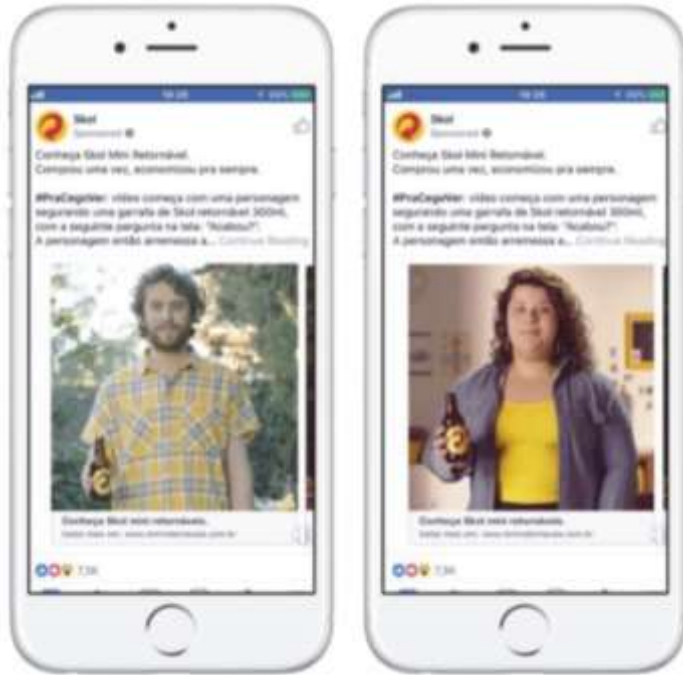 Skol
Sponsored
Conheça Skol Mini Retornável.
Comprou uma vez, economizou pra sempre.
#PraCegoVer: vídeo começa com uma personagem
segurando uma garrafa de Skol retornável 300ml,
com a seguinte pergunta na tela: "Acabou?".
A personagem então arremessa a... Continue Reading
Conheça Skol mini retornáveis.
7,5K
Skol
Sponsored
Conheça Skol Mini Retornável.
Comprou uma vez, economizou pra sempre.
#PraCegoVer: vídeo começa com uma personagem
segurando uma garrafa de Skol retornável 300ml,
com a seguinte pergunta na tela: "Acabou?".
A personagem então arremessa a... Continue Reading
Conheça Skol mini retornáveis.